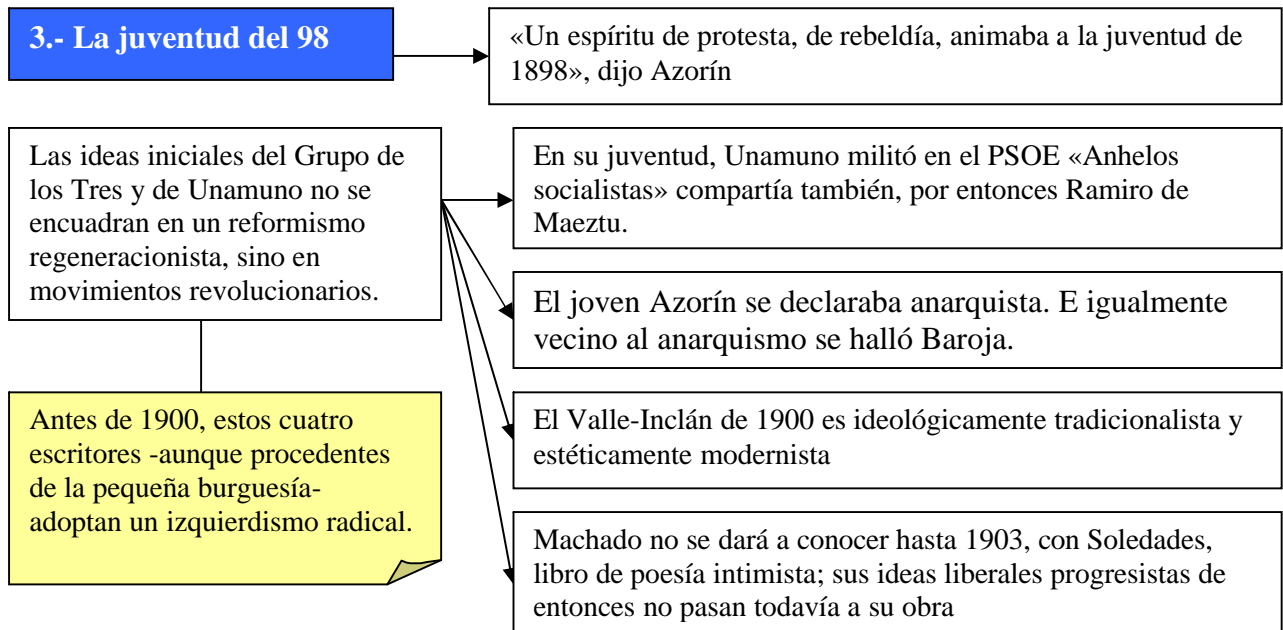 3.- La juventud del 98
«Un espíritu de protesta, de rebeldía, animaba a la juventud de
1898», dijo Azorín
Las ideas iniciales del Grupo de
los Tres y de Unamuno no se
encuadran en un reformismo
regeneracionista, sino en
movimientos revolucionarios.
Antes de 1900, estos cuatro
escritores -aunque procedentes
de la pequeña burguesía-
adoptan un izquierdismo radical.
En su juventud, Unamuno militó en el PSOE «Anhelos
socialistas» compartía también, por entonces Ramiro de
Maeztu.
El joven Azorín se declaraba anarquista. E igualmente
vecino al anarquismo se halló Baroja.
El Valle-Inclán de 1900 es ideológicamente tradicionalista y
estéticamente modernista
Machado no se dará a conocer hasta 1903, con Soledades,
libro de poesía intimista; sus ideas liberales progresistas de
entonces no pasan todavía a su obra